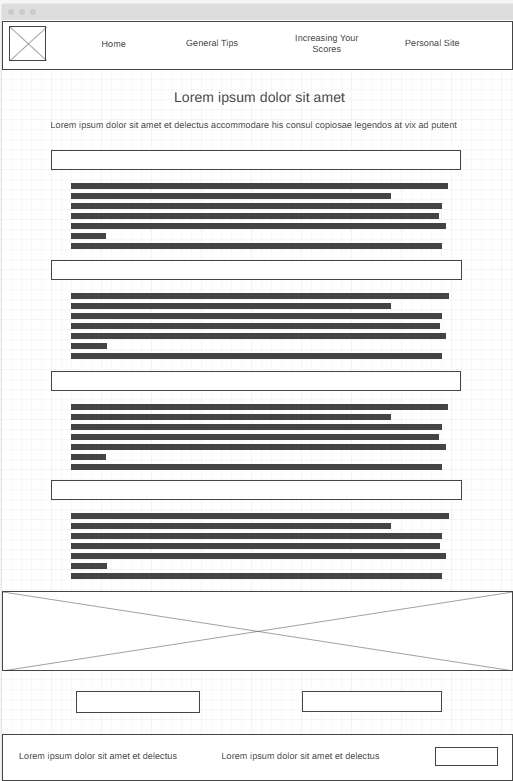 Home
General Tips
Increasing Your
Scores
Personal Site
Lorem ipsum dolor sit amet
Lorem ipsum dolor sit amet et delectus accommodare his consul copiosae legendos at vix ad putent
Lorem ipsum dolor sit amet et delectus
Lorem ipsum dolor sit amet et delectus